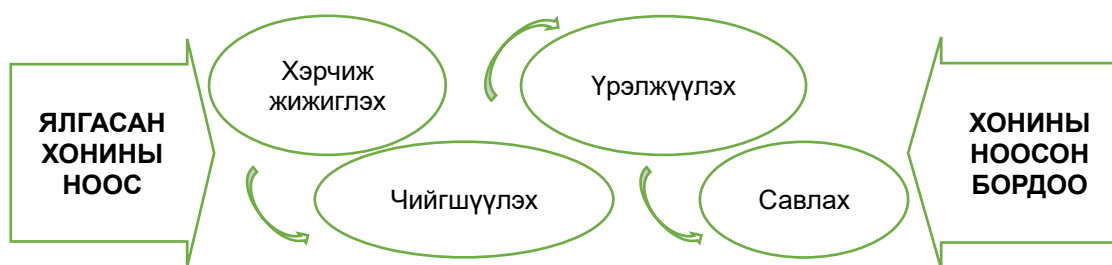 ЯЛГАСАН
ХОНИНЫ
НООС
Хэрчиж
жижиглэх
Чийгшүүлэх
Үрэлжүүлэх
Савлах
ХОНИНЫ
НООСОН
БОРДОО